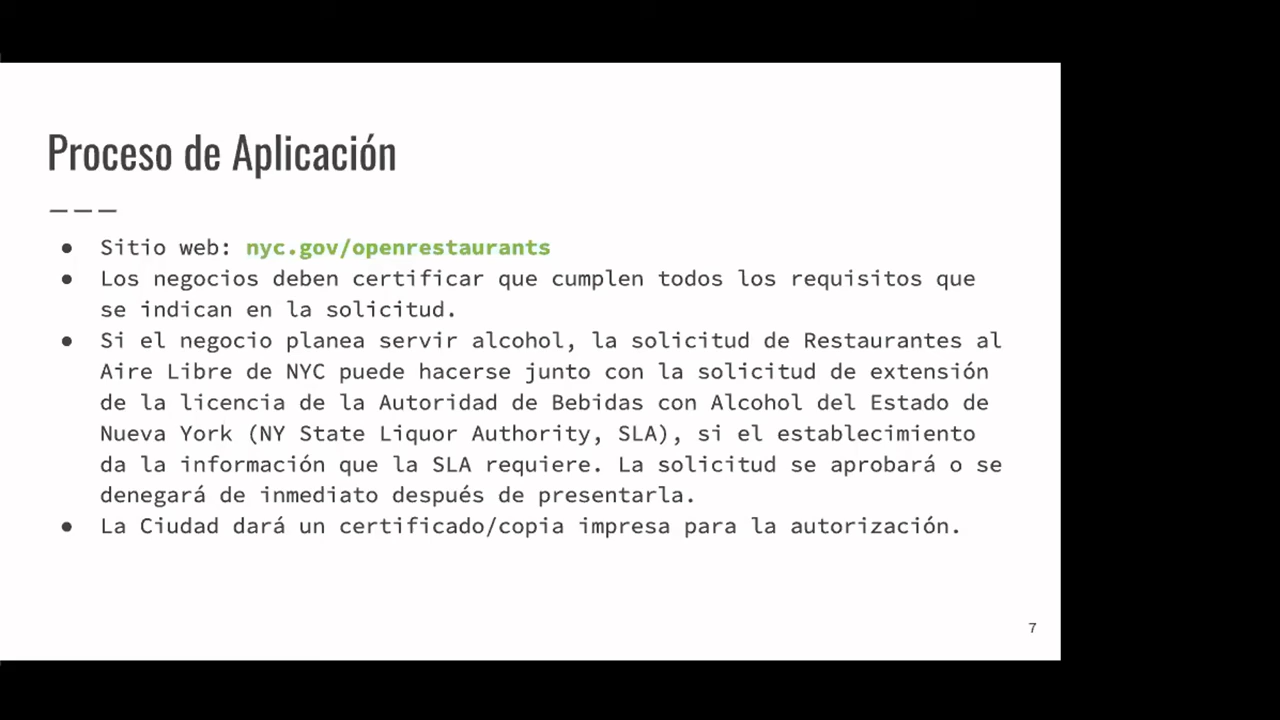 Proceso de Aplicación
● Sitio web: nyc.gov/openrestaurants
● Los negocios deben certificar que cumplen todos los requisitos que
se indican en la solicitud.
● Si el negocio planea servir alcohol, la solicitud de Restaurantes al
Aire Libre de NYC puede hacerse junto con la solicitud de extensión
de la licencia de la Autoridad de Bebidas con Alcohol del Estado de
Nueva York (NY State Liquor Authority, SLA), si el establecimiento
da la información que la SLA requiere. La solicitud se aprobará o se
denegará de inmediato después de presentarla.
● La Ciudad dará un certificado/copia impresa para la autorización.
7